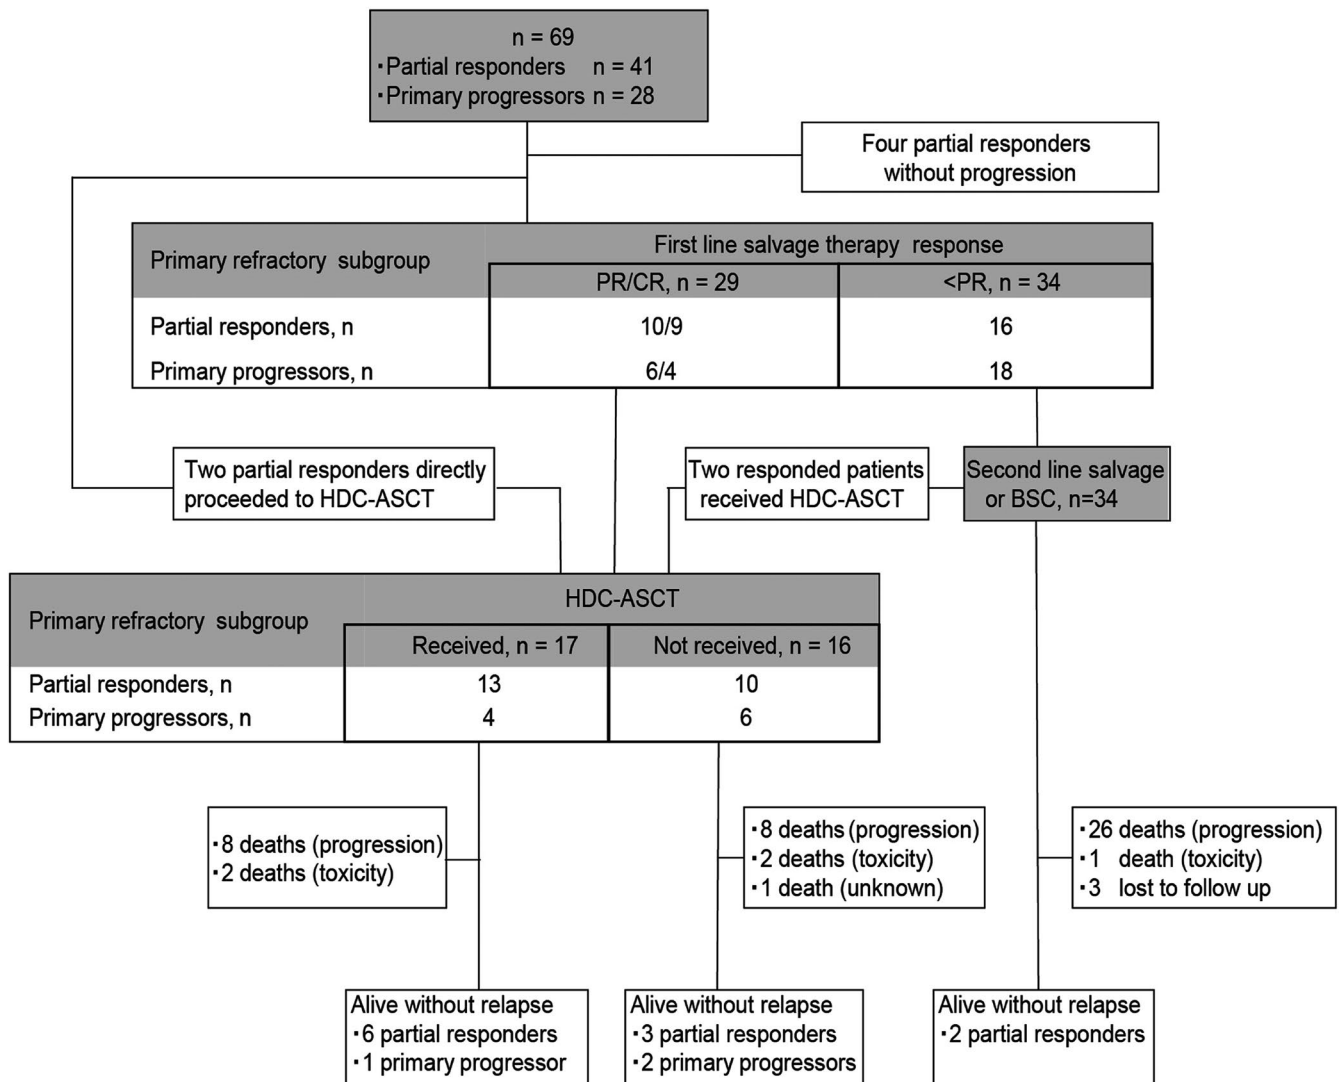 n = 69
・Partial responders n = 41
・Primary progressors n = 28
Four partial responders
without progression
Primary refractory subgroup
First line salvage therapy response
PR/CR, n = 29
<PR, n = 34
Partial responders, n
10/9
16
Primary progressors, n
6/4
18
Two partial responders directly
proceeded to HDC-ASCT
Two responded patients
received HDC-ASCT
Second line salvage
or BSC, n=34
Primary refractory subgroup
HDC-ASCT
Received, n = 17
Not received, n = 16
Partial responders, n
13
10
Primary progressors, n
4
6
・8 deaths (progression)
・2 deaths (toxicity)
・8 deaths (progression)
・2 deaths (toxicity)
・1 death (unknown)
・26 deaths (progression)
・1 death (toxicity)
・3 lost to follow up
Alive without relapse
・6 partial responders
・1 primary progressor
Alive without relapse
・3 partial responders
・2 primary progressors
Alive without relapse
・2 partial responders